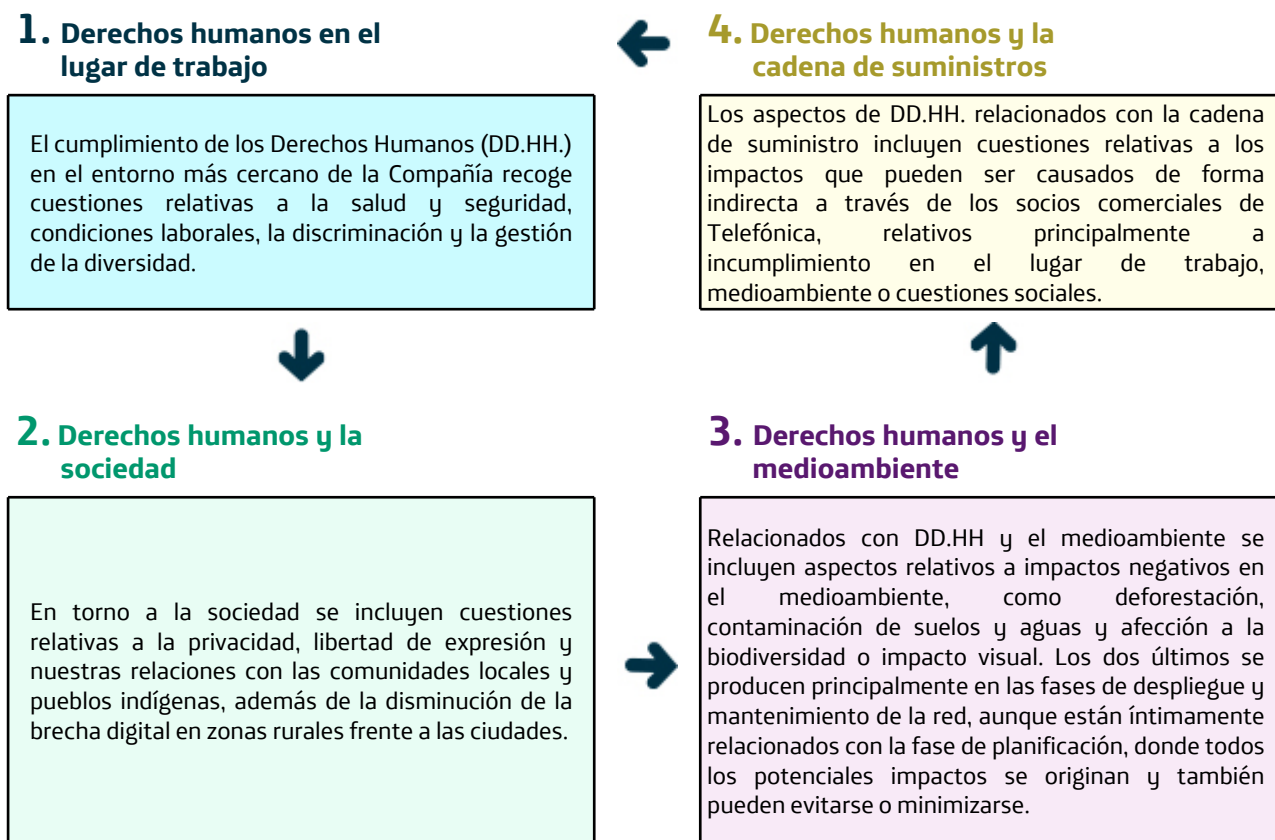 1. Derechos humanos en el
lugar de trabajo
El cumplimiento de los Derechos Humanos (DD.HH.)
en el entorno más cercano de la Compañía recoge
cuestiones relativas a la salud y seguridad,
condiciones laborales, la discriminación y la gestión
de la diversidad.
2. Derechos humanos y la
sociedad
En torno a la sociedad se incluyen cuestiones
relativas a la privacidad, libertad de expresión y
nuestras relaciones con las comunidades locales y
pueblos indígenas, además de la disminución de la
brecha digital en zonas rurales frente a las ciudades.
3. Derechos humanos y el
medioambiente
Relacionados con DD.HH y el medioambiente se
incluyen aspectos relativos a impactos negativos en
el medioambiente, como deforestación,
contaminación de suelos y aguas y afección a la
biodiversidad o impacto visual. Los dos últimos se
producen principalmente en las fases de despliegue y
mantenimiento de la red, aunque están íntimamente
relacionados con la fase de planificación, donde todos
los potenciales impactos se originan y también
pueden evitarse o minimizarse.
4. Derechos humanos y la
cadena de suministros
Los aspectos de DD.HH. relacionados con la cadena
de suministro incluyen cuestiones relativas a los
impactos que pueden ser causados de forma
indirecta a través de los socios comerciales de
Telefónica, relativos principalmente a
incumplimiento en el lugar de trabajo,
medioambiente o cuestiones sociales.